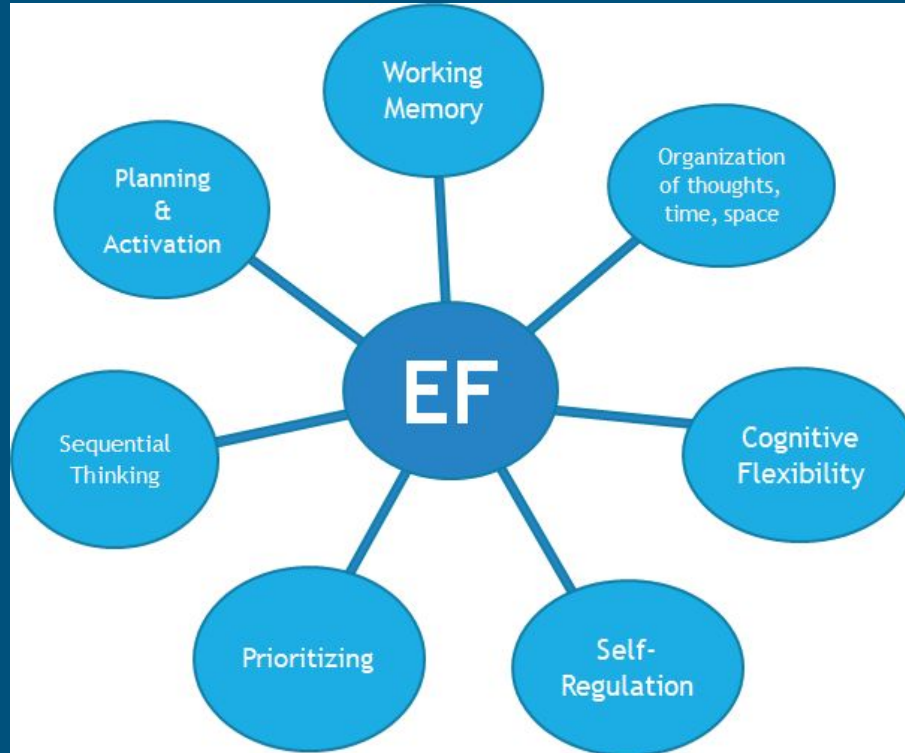 Working
Memory
Organization
of thoughts,
time, space
Planning
&
Activation
EF
Cognitive
Flexibility
Sequential
Thinking
Self-
Regulation
Prioritizing